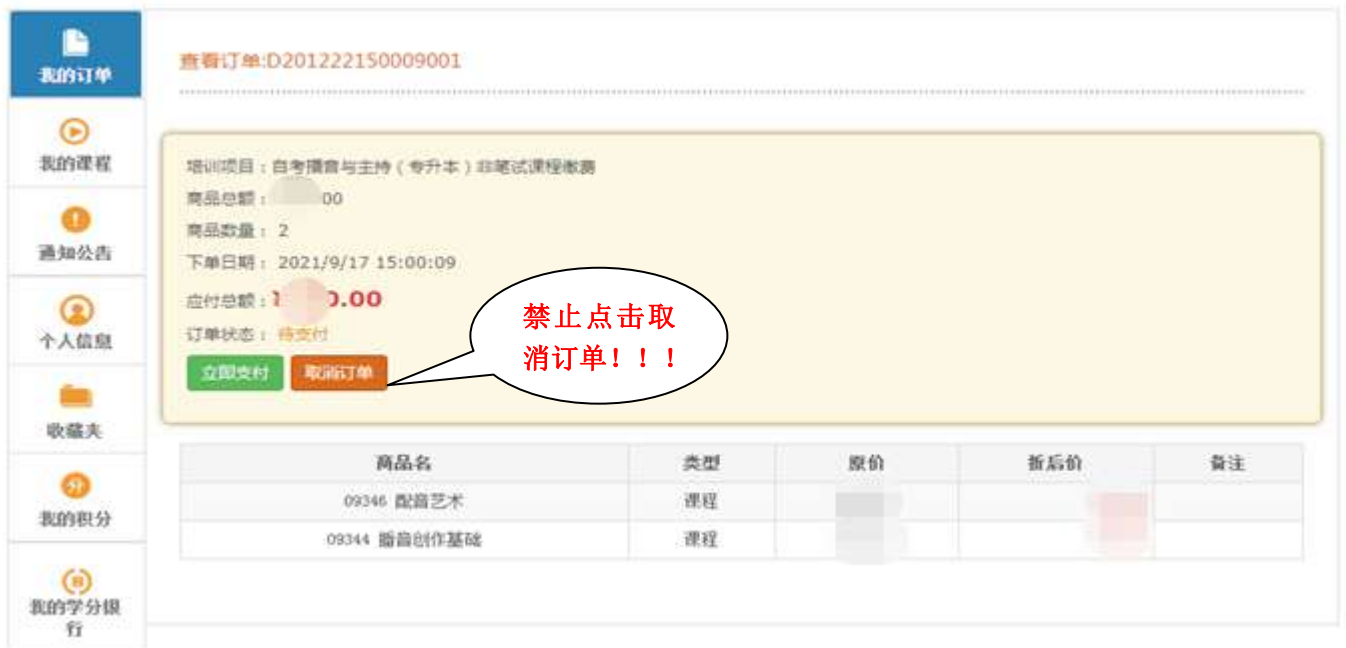 我的订单
我的课程
通知公告
个人信息
收藏夹
我的积分
我的学分银
行
查看订单:D201222150009001
培训项目：自考播音与主持（专升本）非笔试课程缴费
商品总额： 00
商品数量： 2
下单日期： 2021/9/17 15:00:09
应付总额： 0.00
订单状态： 待支付
立即支付 取消订单
禁止点击取
消订单！！！
商品名 类型 原价 折后价 备注
09346 配音艺术 课程
09344 播音创作基础 课程